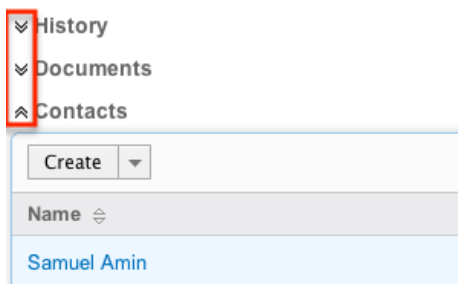 History
Documents
Contacts
Create
Name
Samuel Amin